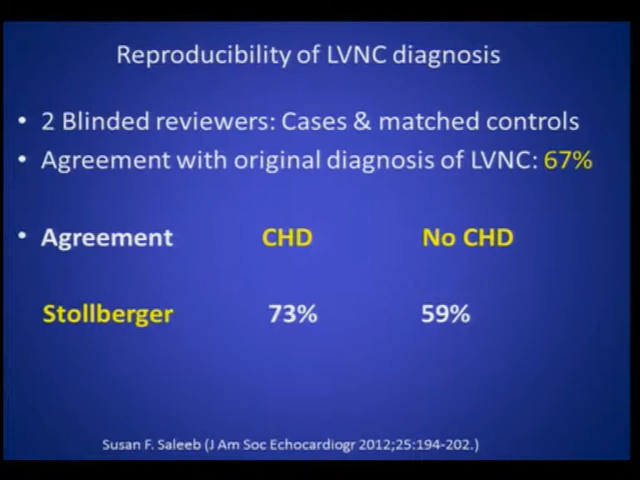 Reproducibility of LVNC diagnosis
• 2 Blinded reviewers: Cases & matched controls
• Agreement with original diagnosis of LVNC: 67%
• Agreement CHD No CHD
Stollberger 73% 59%
Susan F. Saleeb (J Am Soc Echocardiogr 2012;25:194-202.)